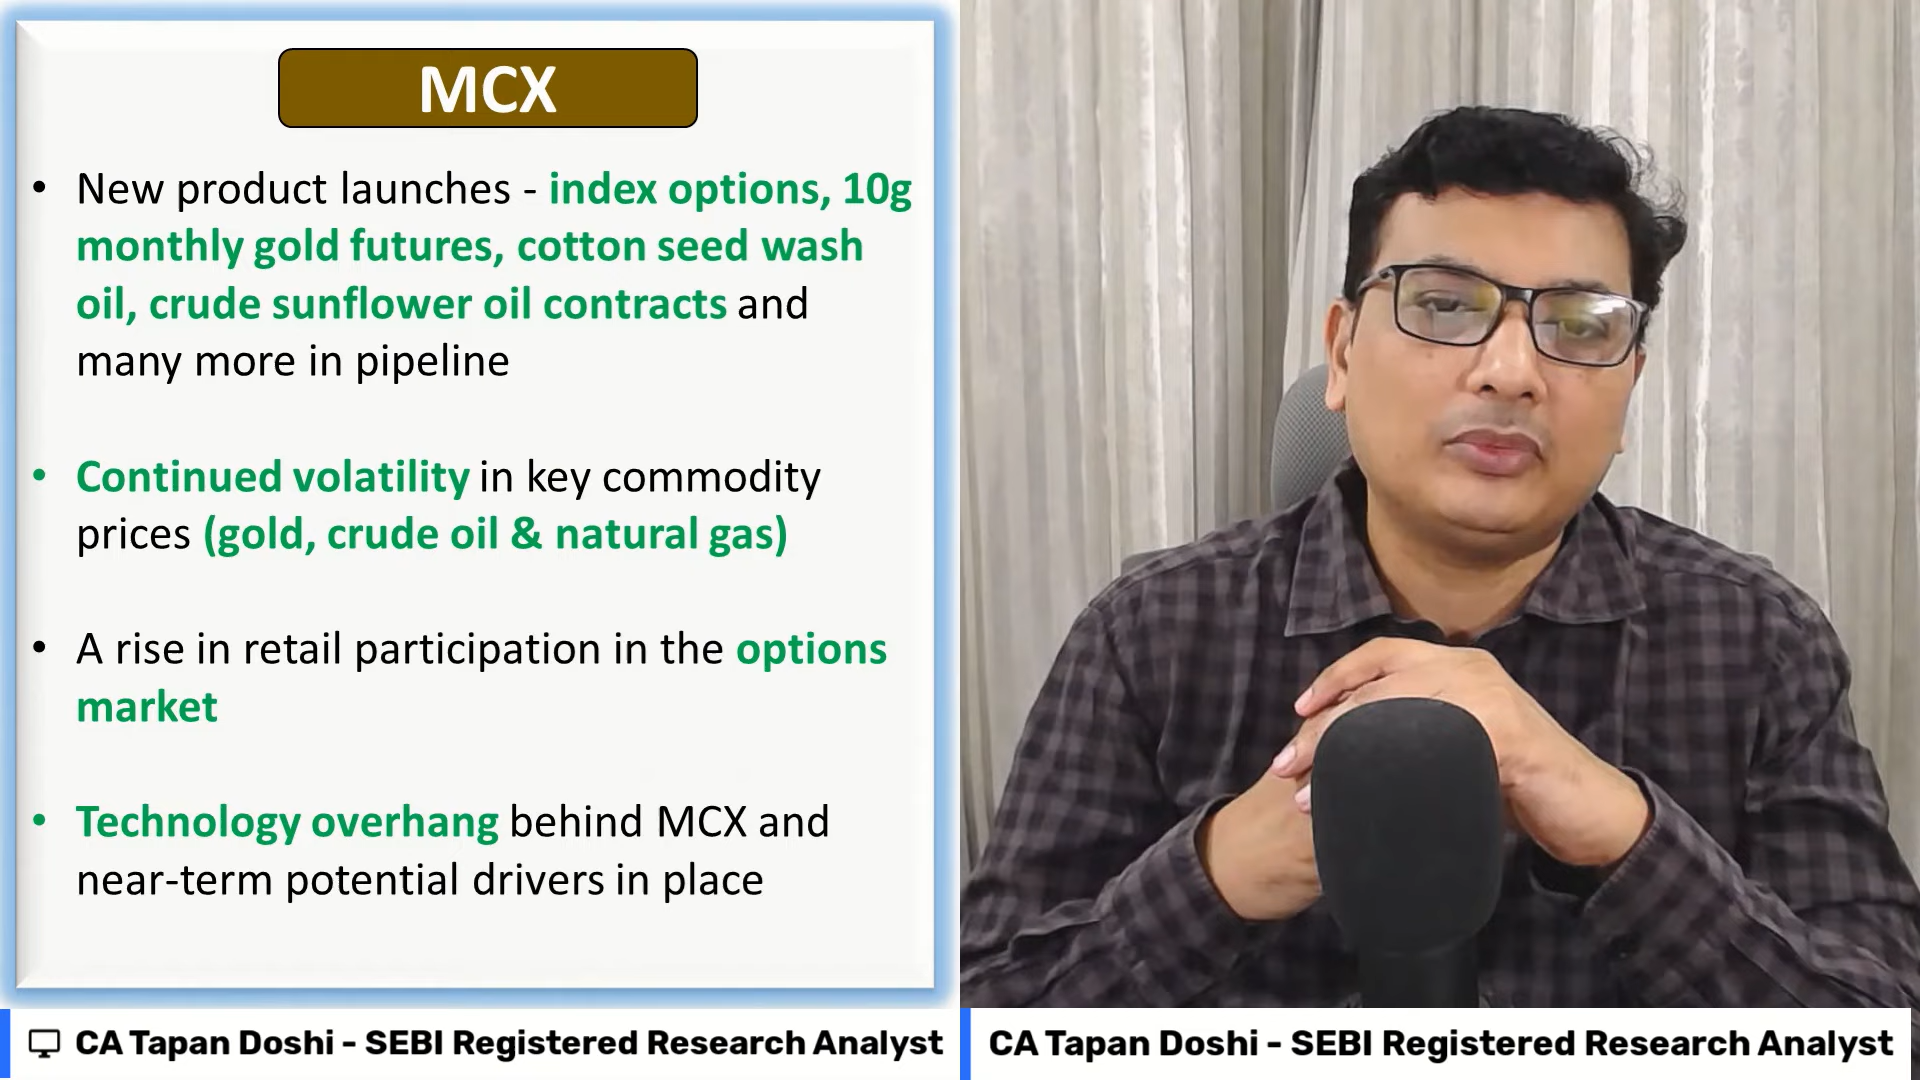 MCX
• New product launches - index options, 10g
monthly gold futures, cotton seed wash
oil, crude sunflower oil contracts and
many more in pipeline
• Continued volatility in key commodity
prices (gold, crude oil & natural gas)
• A rise in retail participation in the options
market
• Technology overhang behind MCX and
near-term potential drivers in place
CA Tapan Doshi - SEBI Registered Research Analyst
CA Tapan Doshi - SEBI Registered Research Analyst